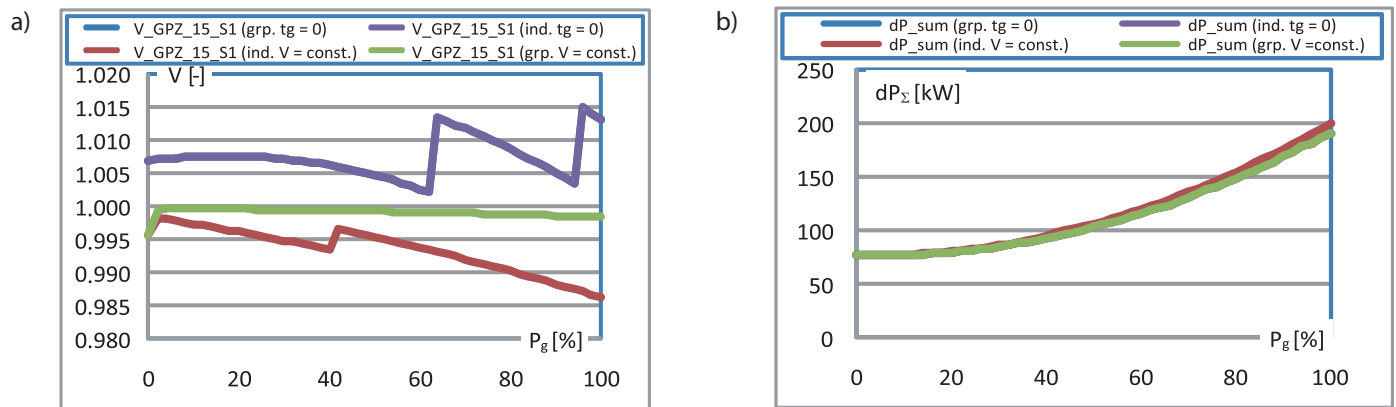 a)
V_GPZ_15_S1 (grp. tg = 0) V_GPZ_15_S1 (ind. tg = 0)
V_GPZ_15_S1 (ind. V = const.) V_GPZ_15_S1 (grp. V = const.)
V [-]
1.020
1.015
1.010
1.005
1.000
0.995
0.990
0.985
0.980
Pg [%]
0 20 40 60 80 100
b)
dP_sum (grp. tg = 0) dP_sum (ind. tg = 0)
dP_sum (ind. V = const.) dP_sum (grp. V =const.)
dPΣ [kW]
250
200
150
100
50
0
Pg [%]
0 20 40 60 80 100